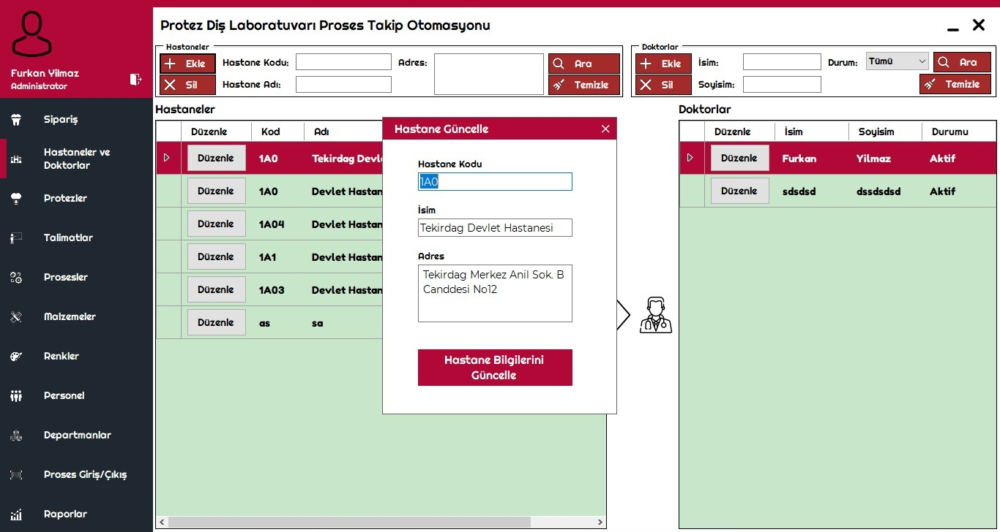 Furkan Yilmaz
Administrator
Sipariş
Hastaneler ve
Doktorlar
Protezler
Talimatlar
Prosesler
Malzemeler
Renkler
Personel
Departmanlar
Proses Giriş/Çıkış
Raporlar
Protez Diş Laboratuvarı Proses Takip Otomasyonu
Hastaneler
Ekle
Hastane Kodu:
Adres:
Ara
Sil
Hastane Adı:
Temizle
Doktorlar
Ekle
İsim:
Durum:
Tümü
Ara
Sil
Soyisim:
Temizle
Hastaneler
Düzenle Kod Adı
Düzenle 1A0 Tekirdag Devle
Düzenle 1A0 Devlet Hastan
Düzenle 1A04 Devlet Hastan
Düzenle 1A1 Devlet Hastan
Düzenle 1A03 Devlet Hastan
Düzenle as sa
Hastane Güncelle
Hastane Kodu
1A0
İsim
Tekirdag Devlet Hastanesi
Adres
Tekirdag Merkez Anil Sok. B
Canddesi No12
Hastane Bilgilerini
Güncelle
Doktorlar
Düzenle İsim Soyisim Durumu
Düzenle Furkan Yilmaz Aktif
Düzenle sdsdsd dssdsdsd Aktif